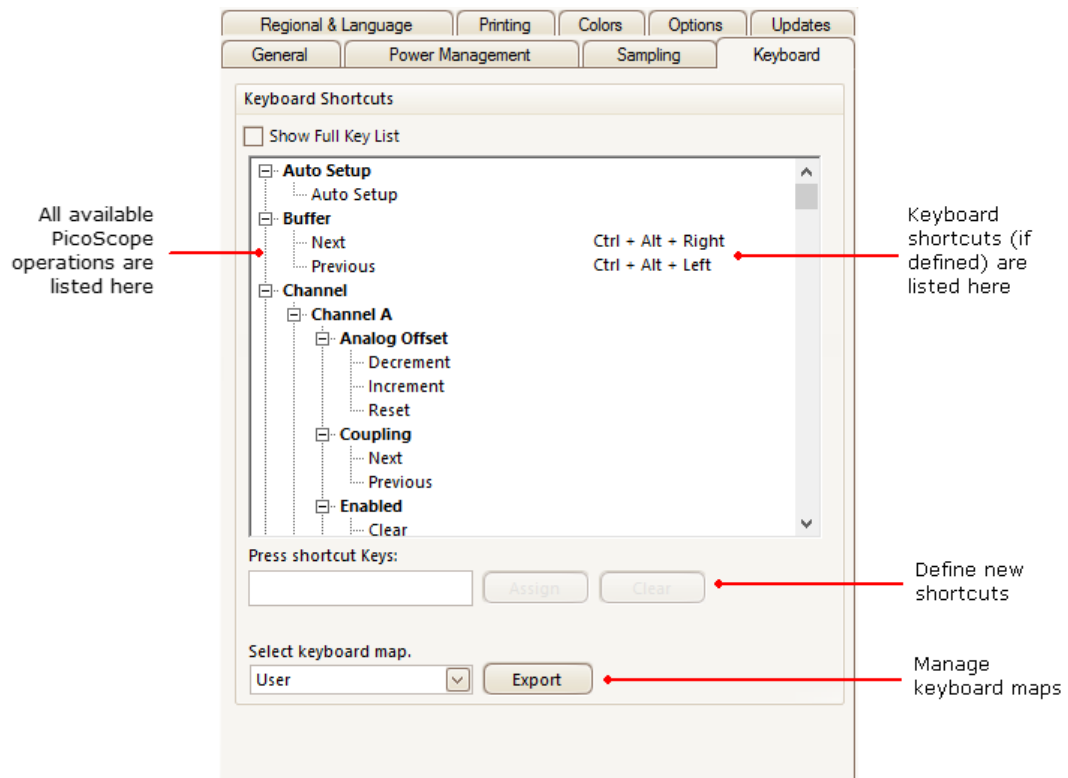 Regional & Language Printing Colors Options Updates
General Power Management Sampling Keyboard
Keyboard Shortcuts
Show Full Key List
Auto Setup
Auto Setup
Buffer
Next Ctrl + Alt + Right
Previous Ctrl + Alt + Left
Channel
Channel A
Analog Offset
Decrement
Increment
Reset
Coupling
Next
Previous
Enabled
Clear
Press shortcut Keys:
Assign Clear
Select keyboard map.
User Export
All available
PicoScope
operations are
listed here
Keyboard
shortcuts (if
defined) are
listed here
Define new
shortcuts
Manage
keyboard maps